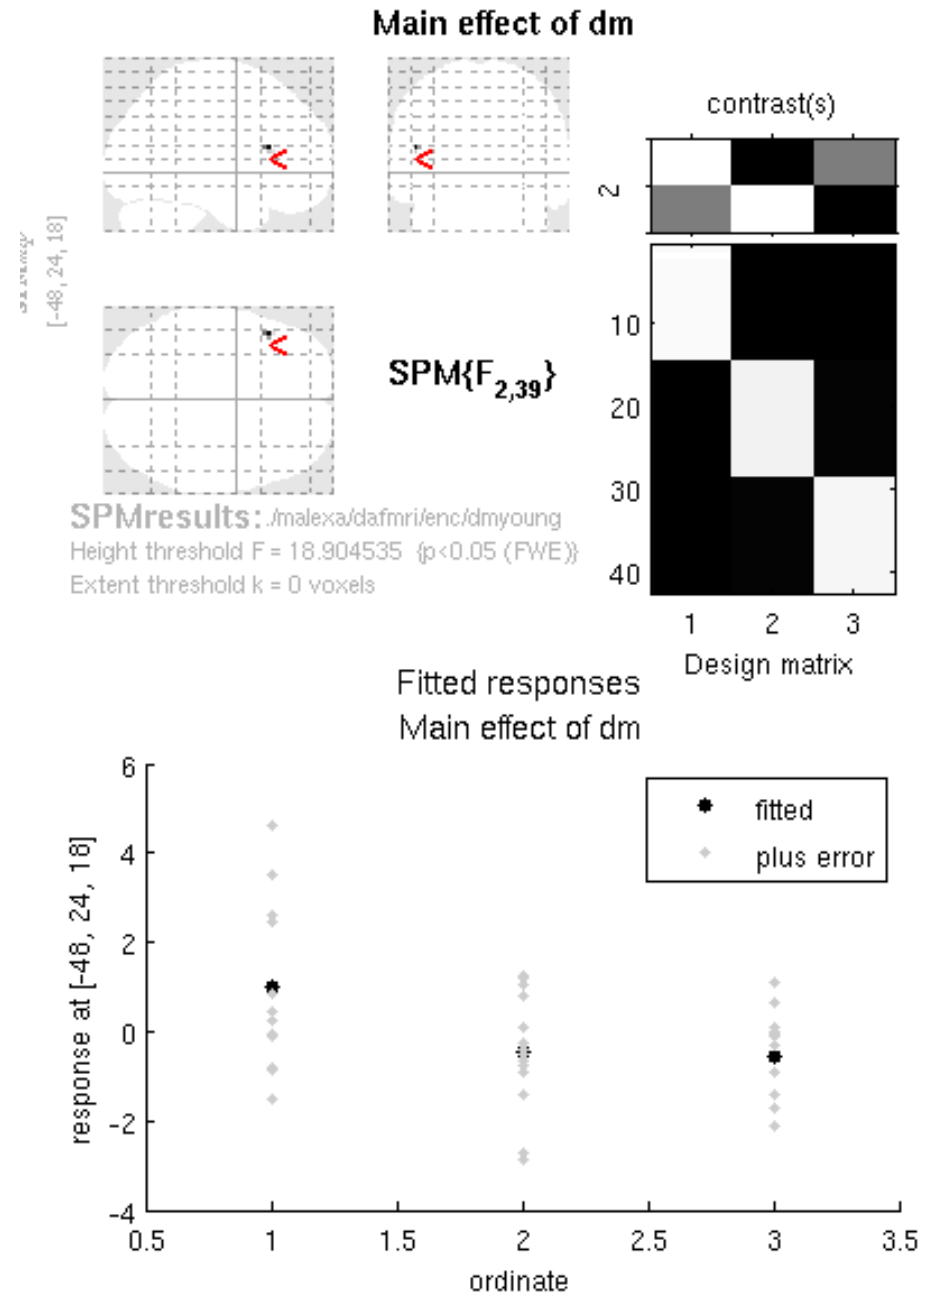 Main effect of dm
contrast(s)
2
[-48, 24, 18]
SPM{F2,39}
10
20
30
40
1 2 3
Design matrix
SPMresults: ./malexa/dafmri/enc/dmyoung
Height threshold F = 18.904535 {p<0.05 (FWE)}
Extent threshold k = 0 voxels
Fitted responses
Main effect of dm
6
4
2
0
-2
-4
response at [-48, 24, 18]
fitted
plus error
0.5 1 1.5 2 2.5 3 3.5
ordinate